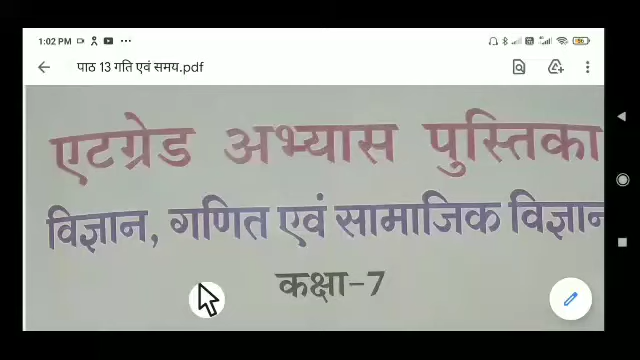 1:02 PM
पाठ 13 गति एवं समय.pdf
एटग्रेड अभ्यास पुस्तिका
विज्ञान, गणित एवं सामाजिक विज्ञान
कक्षा-7